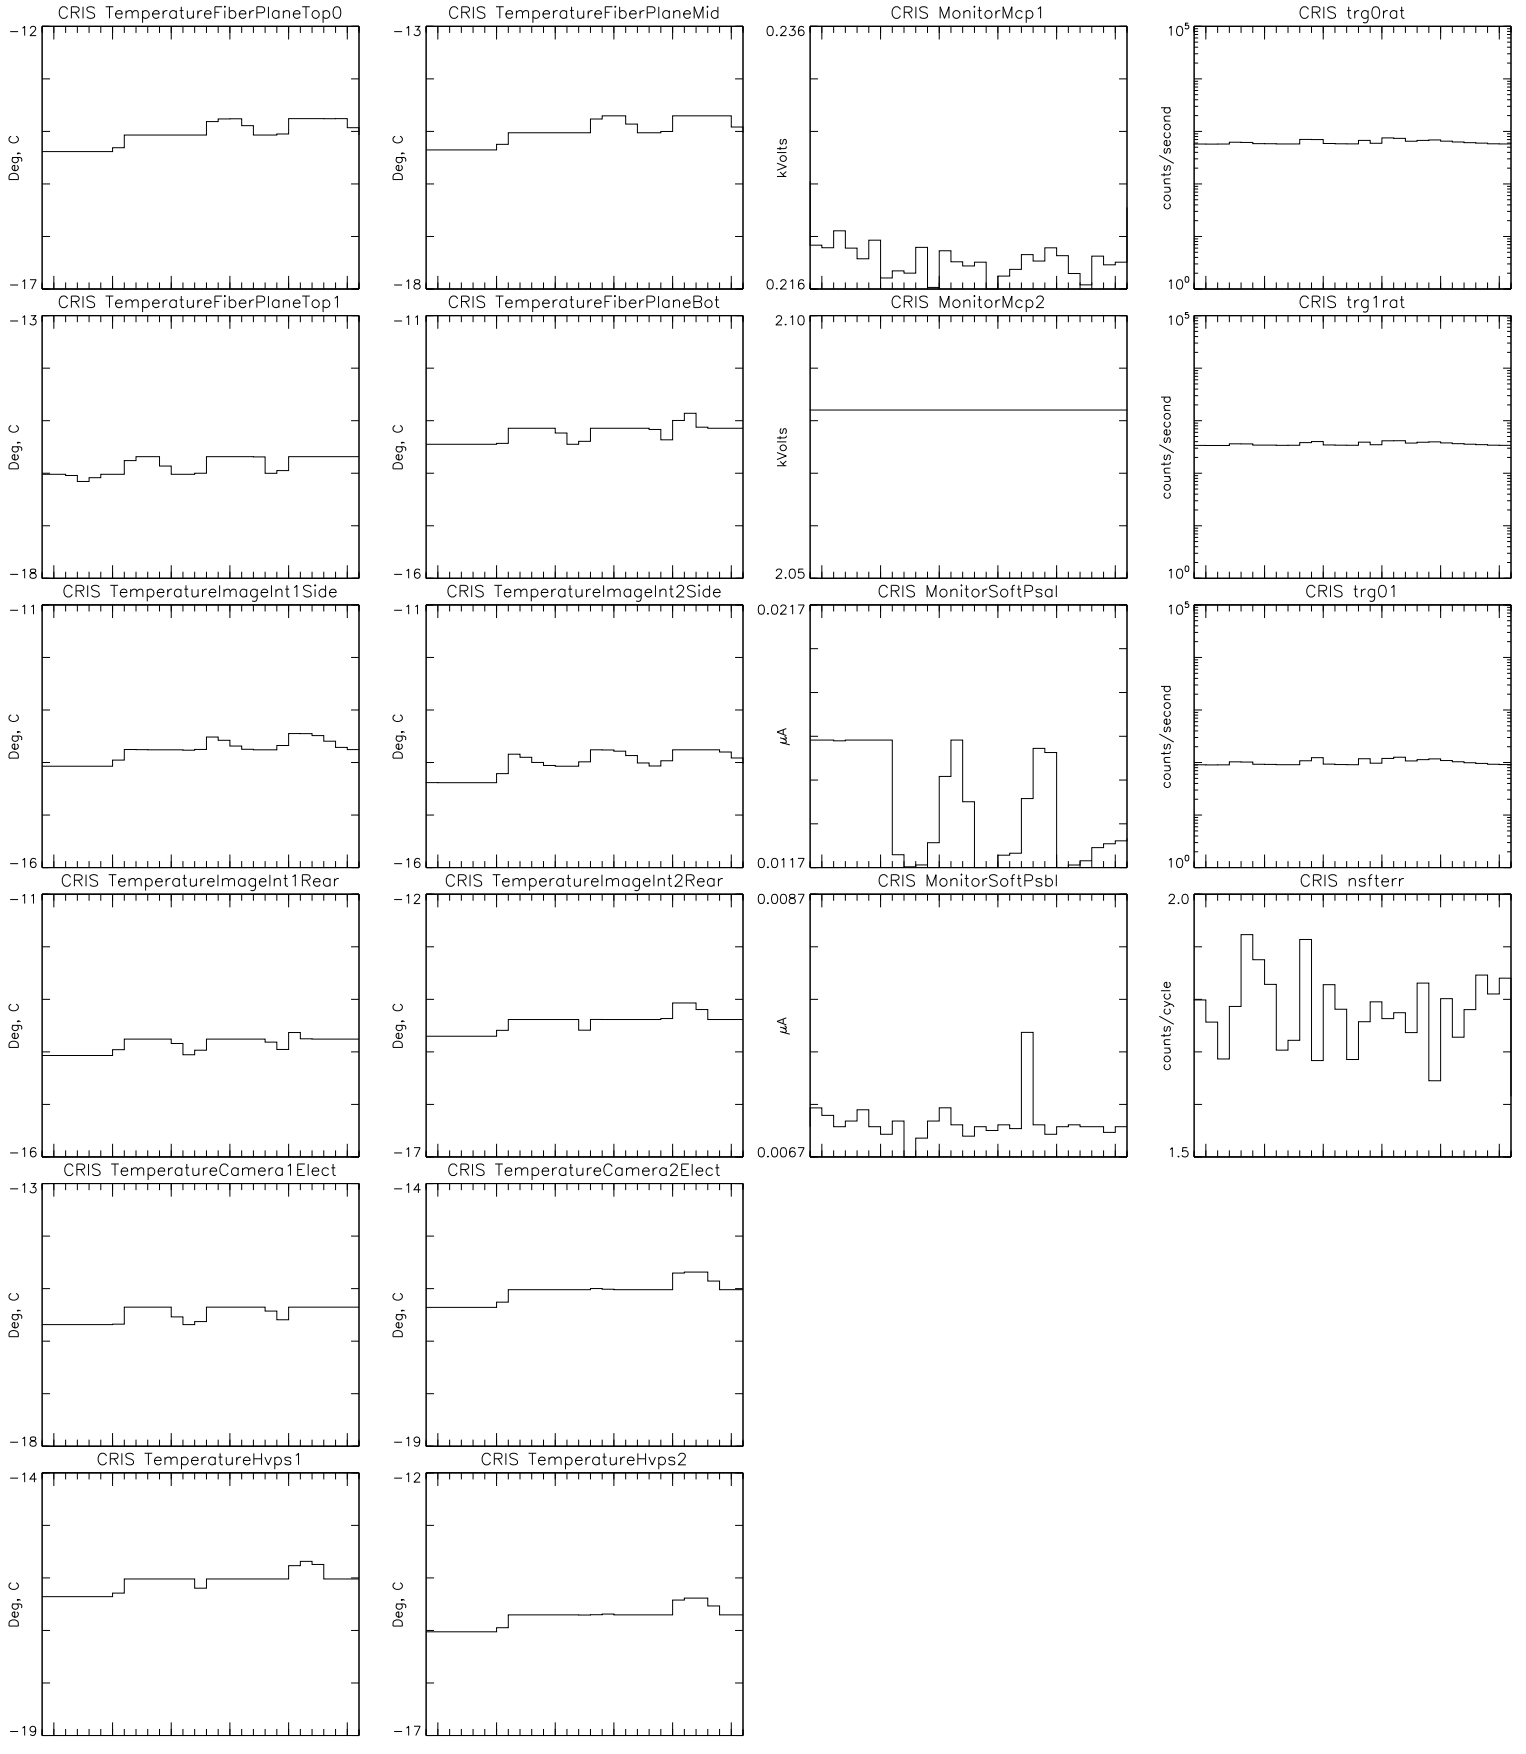 CRIS TemperatureFiberPlaneTop0
-12
Deg, C
-17
CRIS TemperatureFiberPlaneMid
-13
Deg, C
-18
CRIS MonitorMcp1
0.236
kVolts
0.216
CRIS trg0rat
10⁵
counts/second
10⁰
CRIS TemperatureFiberPlaneTop1
-13
Deg, C
-18
CRIS TemperatureFiberPlaneBot
-11
Deg, C
-16
CRIS MonitorMcp2
2.10
kVolts
2.05
CRIS trg1rat
10⁵
counts/second
10⁰
CRIS TemperatureImageInt1Side
-11
Deg, C
-16
CRIS TemperatureImageInt2Side
-11
Deg, C
-16
CRIS MonitorSoftPsaI
0.0217
μA
0.0117
CRIS trg01
10⁵
counts/second
10⁰
CRIS TemperatureImageInt1Rear
-11
Deg, C
-16
CRIS TemperatureImageInt2Rear
-12
Deg, C
-17
CRIS MonitorSoftPsbI
0.0087
μA
0.0067
CRIS nsfterr
2.0
counts/cycle
1.5
CRIS TemperatureCamera1Elect
-13
Deg, C
-18
CRIS TemperatureCamera2Elect
-14
Deg, C
-19
CRIS TemperatureHvps1
-14
Deg, C
-19
CRIS TemperatureHvps2
-12
Deg, C
-17